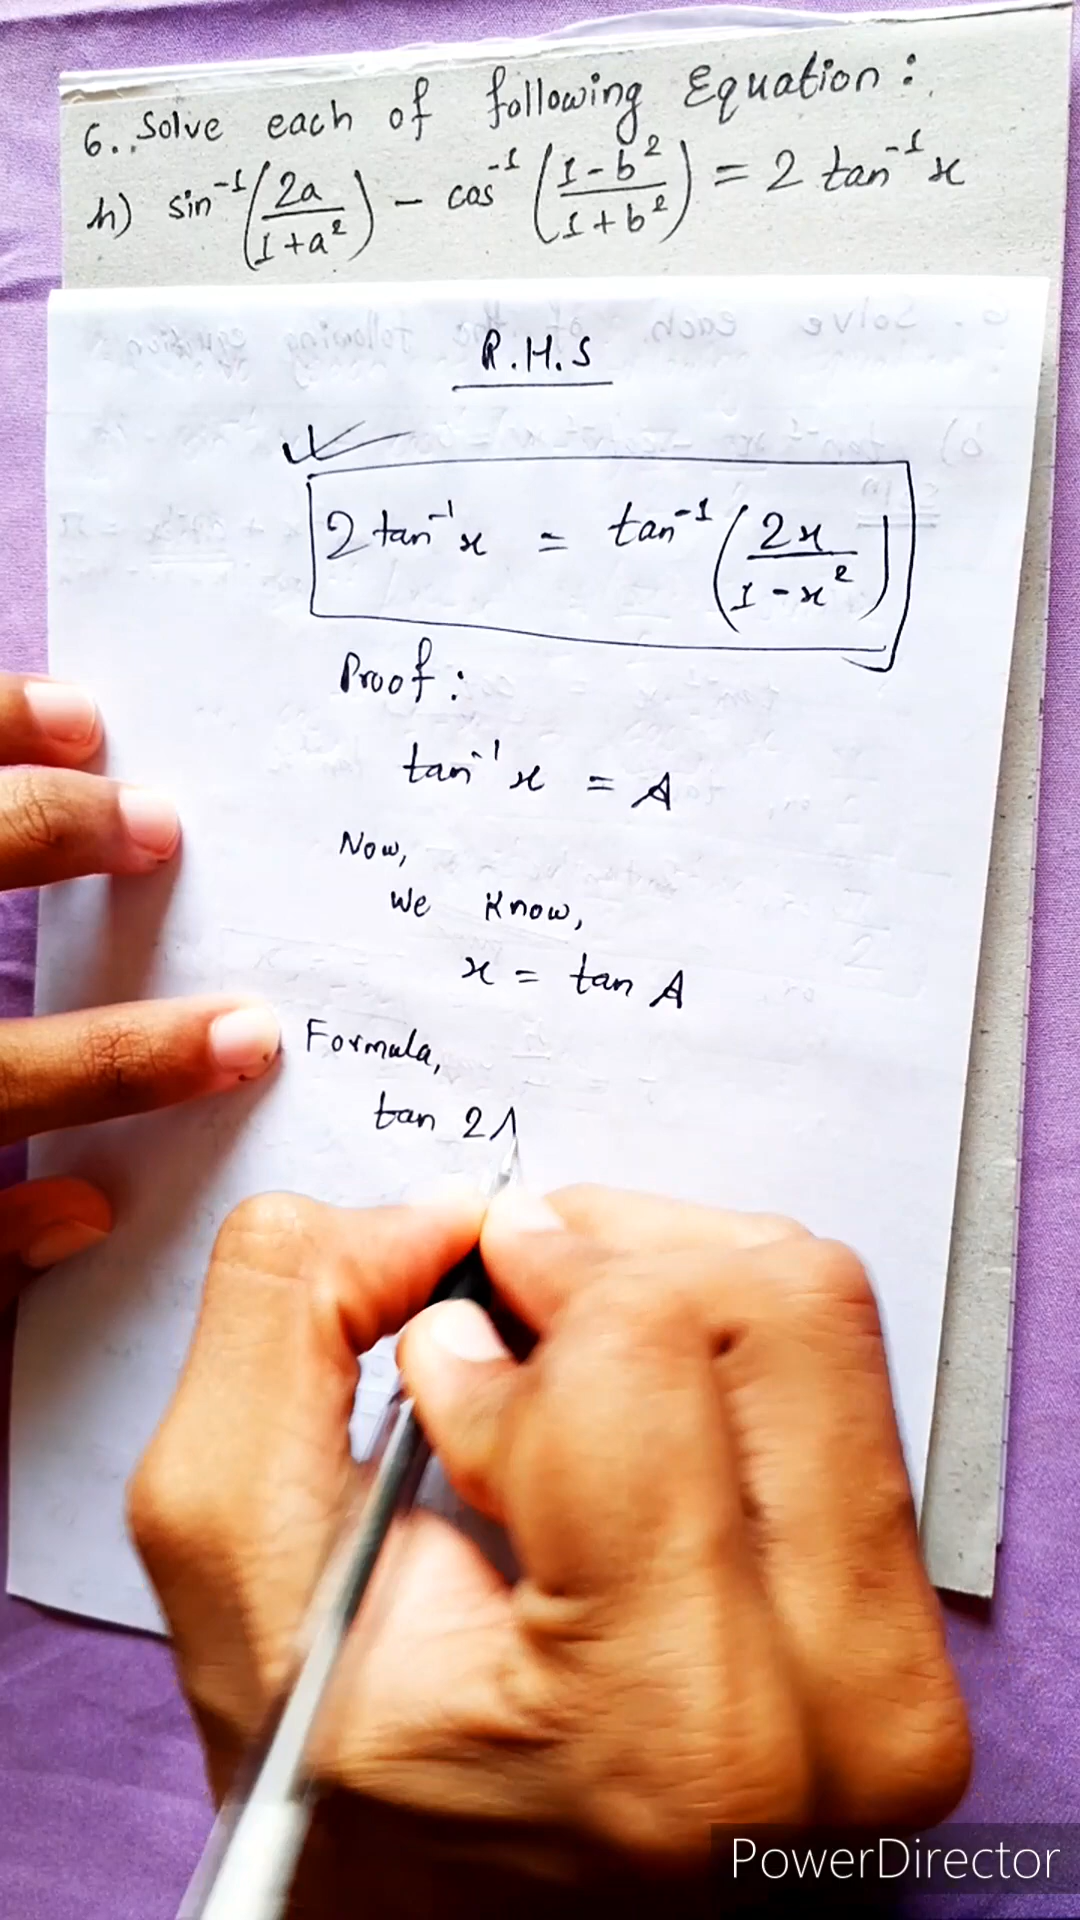 6. Solve each of following Equation:
h) sin⁻¹(2a/1+a²) - cos⁻¹(1-b²/1+b²) = 2 tan⁻¹x
R.H.S
2 tan⁻¹x = tan⁻¹(2x/1-x²)
Proof:
tan⁻¹x = A
Now,
We Know,
x = tan A
Formula,
tan 2A
PowerDirector